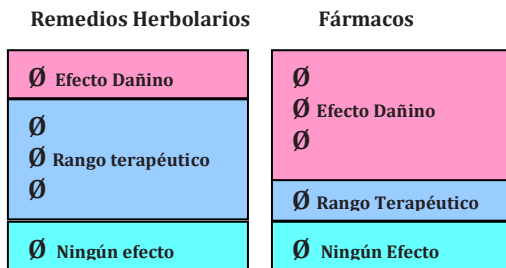 Remedios Herbolarios
Ø Efecto Dañino
Ø
Ø Rango terapéutico
Ø
Ø Ningún efecto
Fármacos
Ø
Ø Efecto Dañino
Ø
Ø Rango Terapéutico
Ø Ningún Efecto